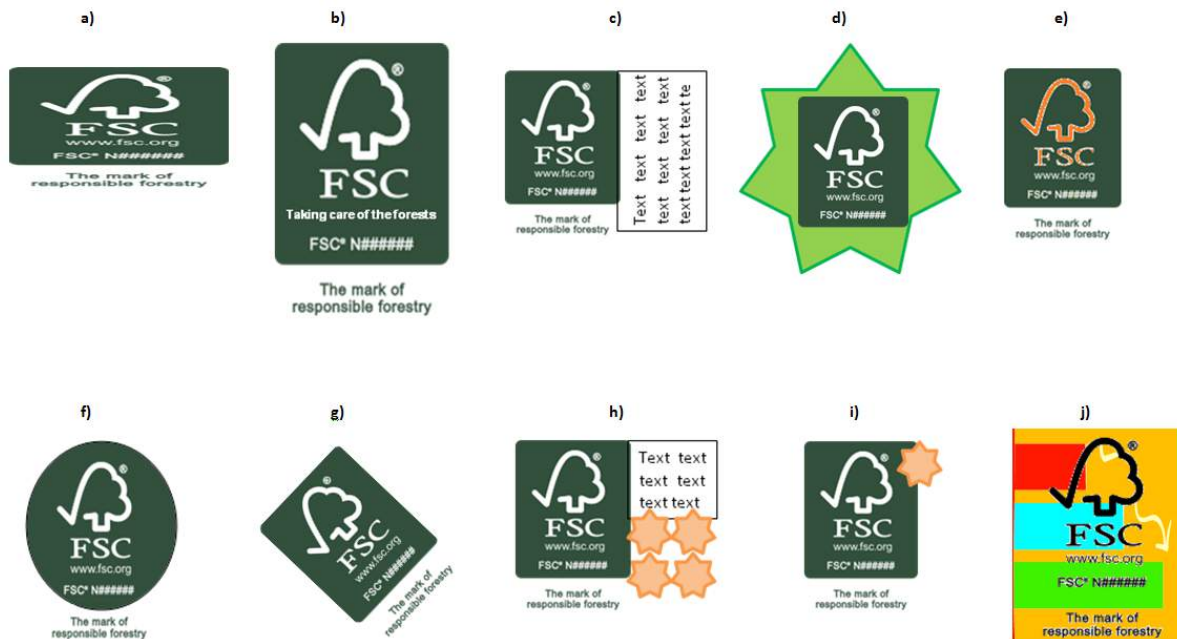 a)
®
FSC
www.fsc.org
FSC® N#######
The mark of
responsible forestry
b)
®
FSC
Taking care of the forests
FSC® N######
The mark of
responsible forestry
c)
®
FSC
www.fsc.org
FSC® N######
The mark of
responsible forestry
Text text text text
text text text text
text text text text te
d)
®
FSC
www.fsc.org
FSC® N######
e)
®
FSC
www.fsc.org
FSC® N######
The mark of
responsible forestry
f)
®
FSC
www.fsc.org
FSC® N######
The mark of
responsible forestry
g)
®
FSC
www.fsc.org
FSC® N######
The mark of
responsible forestry
h)
®
FSC
www.fsc.org
FSC® N######
The mark of
responsible forestry
Text text
text text
text text
i)
®
FSC
www.fsc.org
FSC® N######
The mark of
responsible forestry
j)
®
FSC
www.fsc.org
FSC® N######
The mark of
responsible forestry